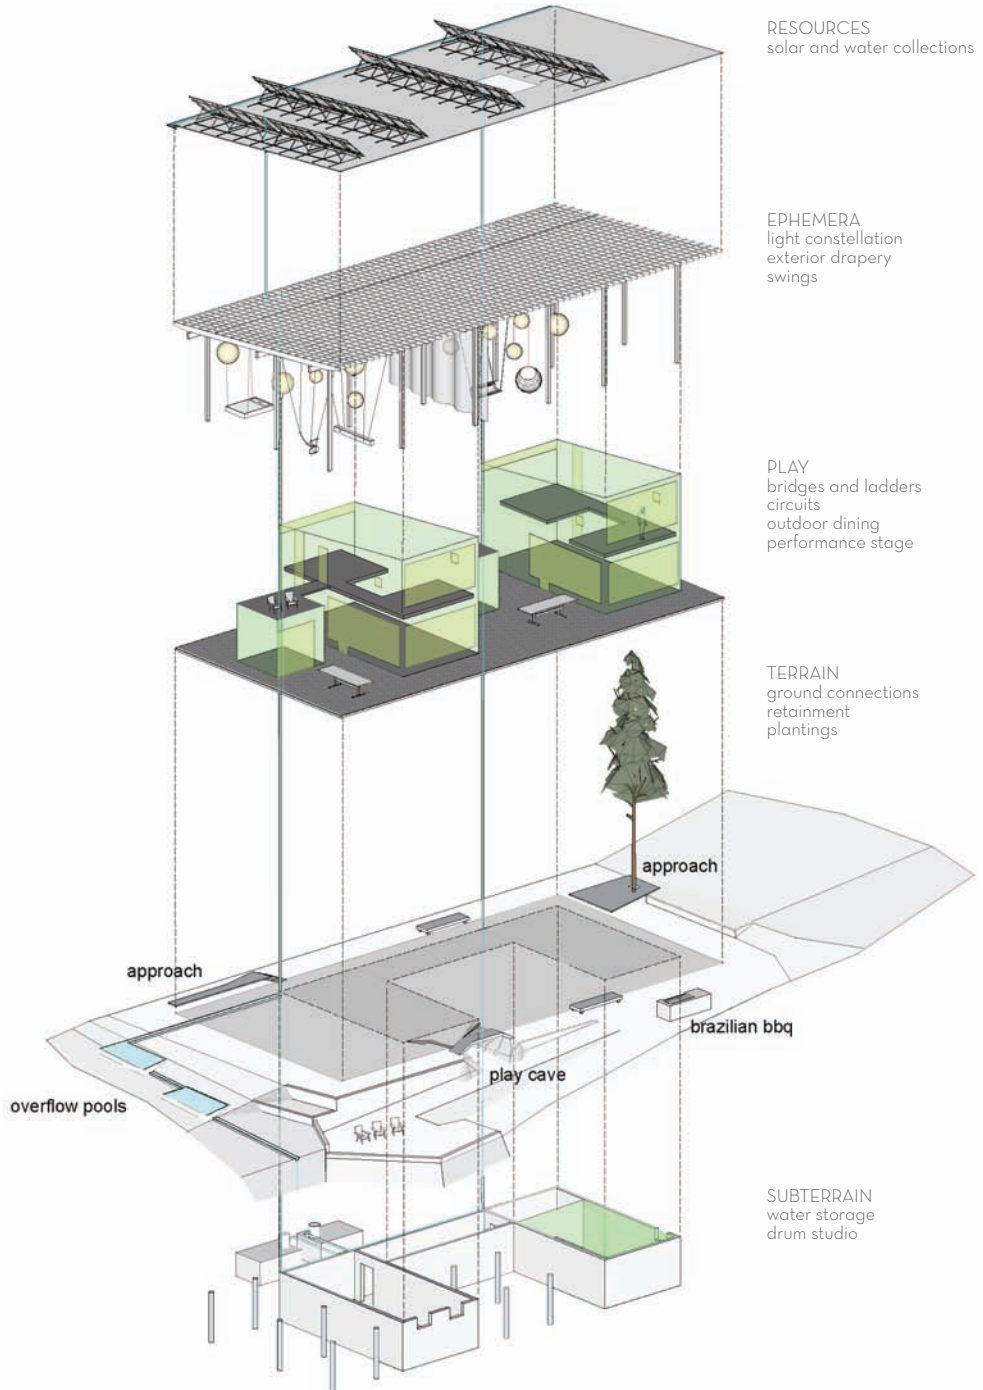 RESOURCES
solar and water collections
EPHEMERA
light constellation
exterior drapery
swings
PLAY
bridges and ladders
circuits
outdoor dining
performance stage
TERRAIN
ground connections
retainment
plantings
approach
approach
brazilian bbq
play cave
overflow pools
SUBTERRAIN
water storage
drum studio